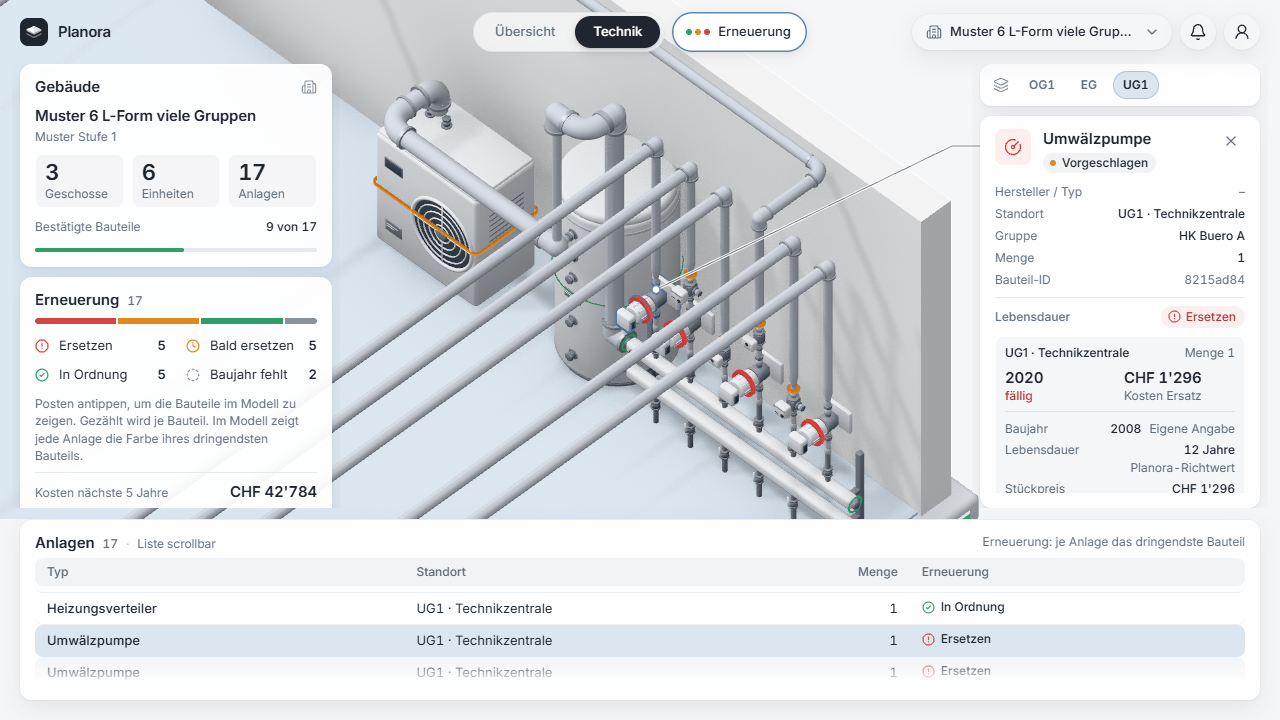 Planora
Übersicht
Technik
Erneuerung
Muster 6 L-Form viele Grup...
Gebäude
Muster 6 L-Form viele Gruppen
Muster Stufe 1
3 6 17
Geschosse Einheiten Anlagen
Bestätigte Bauteile 9 von 17
Erneuerung 17
Ersetzen 5 Bald ersetzen 5
In Ordnung 5 Baujahr fehlt 2
Posten antippen, um die Bauteile im Modell zu
zeigen. Gezählt wird je Bauteil. Im Modell zeigt
jede Anlage die Farbe ihres dringendsten
Bauteils.
Kosten nächste 5 Jahre CHF 42'784
OG1 EG UG1
Umwälzpumpe
Vorgeschlagen
Hersteller / Typ –
Standort UG1 · Technikzentrale
Gruppe HK Buero A
Menge 1
Bauteil-ID 8215ad84
Lebensdauer Ersetzen
UG1 · Technikzentrale Menge 1
2020 CHF 1'296
fällig Kosten Ersatz
Baujahr 2008 Eigene Angabe
Lebensdauer 12 Jahre
Planora-Richtwert
Stückpreis CHF 1'296
Anlagen 17 · Liste scrollbar Erneuerung: je Anlage das dringendste Bauteil
Typ Standort Menge Erneuerung
Heizungsverteiler UG1 · Technikzentrale 1 In Ordnung
Umwälzpumpe UG1 · Technikzentrale 1 Ersetzen
Umwälzpumpe UG1 · Technikzentrale 1 Ersetzen